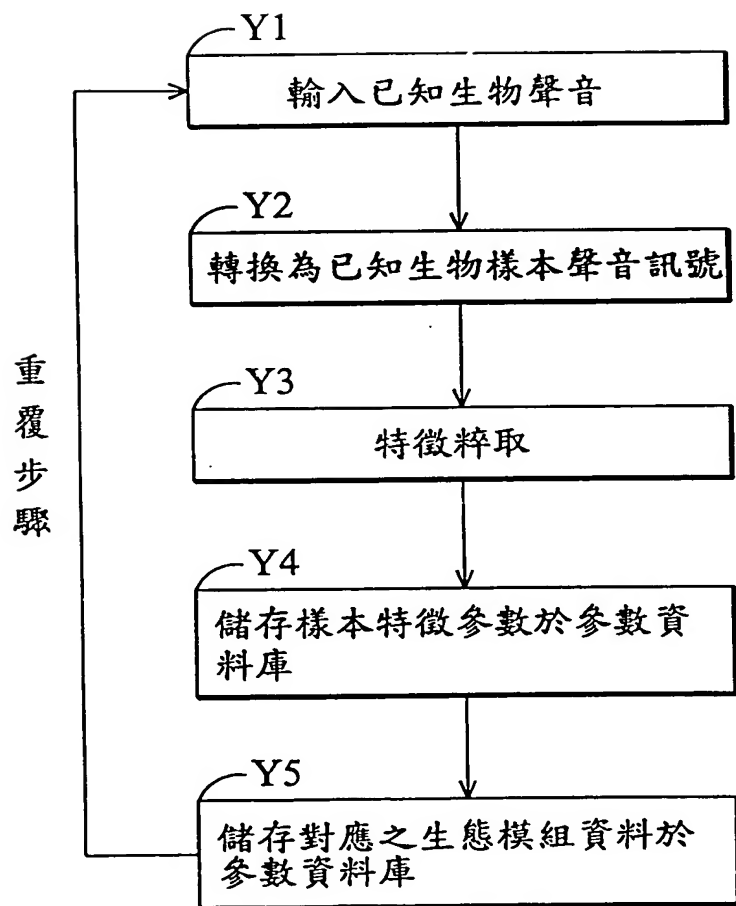 Y1
輸入已知生物聲音
Y2
轉換為已知生物樣本聲音訊號
Y3
特徵粹取
Y4
儲存樣本特徵參數於參數資
料庫
Y5
儲存對應之生態模組資料於
參數資料庫
重覆步驟